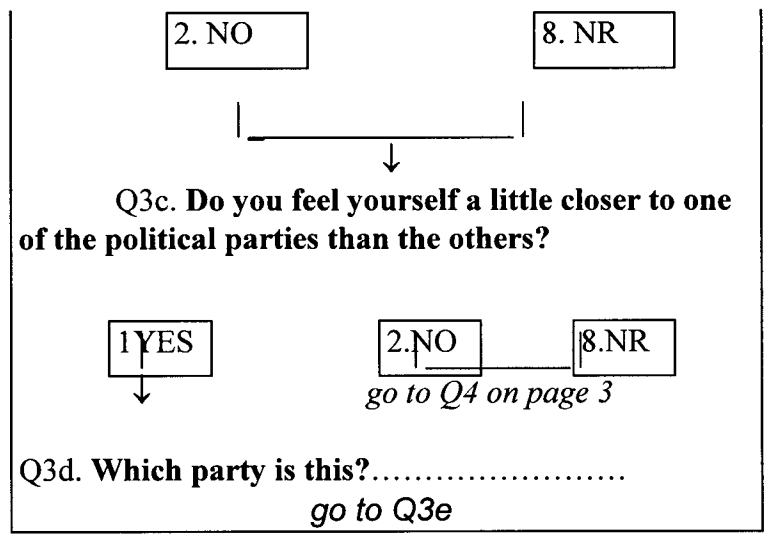 2. NO 8. NR
Q3c. Do you feel yourself a little closer to one
of the political parties than the others?
1YES 2.NO 8.NR
go to Q4 on page 3
Q3d. Which party is this?........................
go to Q3e